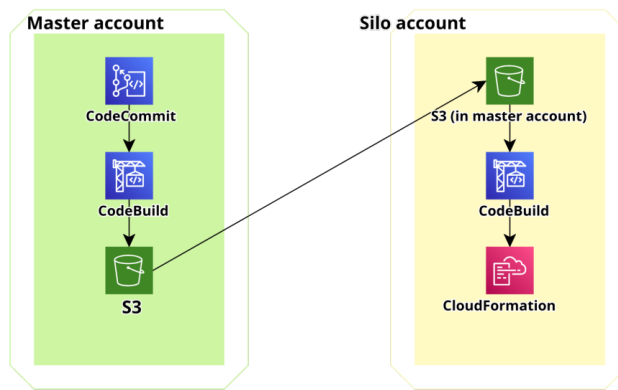 Master account
CodeCommit
CodeBuild
S3
Silo account
S3 (in master account)
CodeBuild
CloudFormation